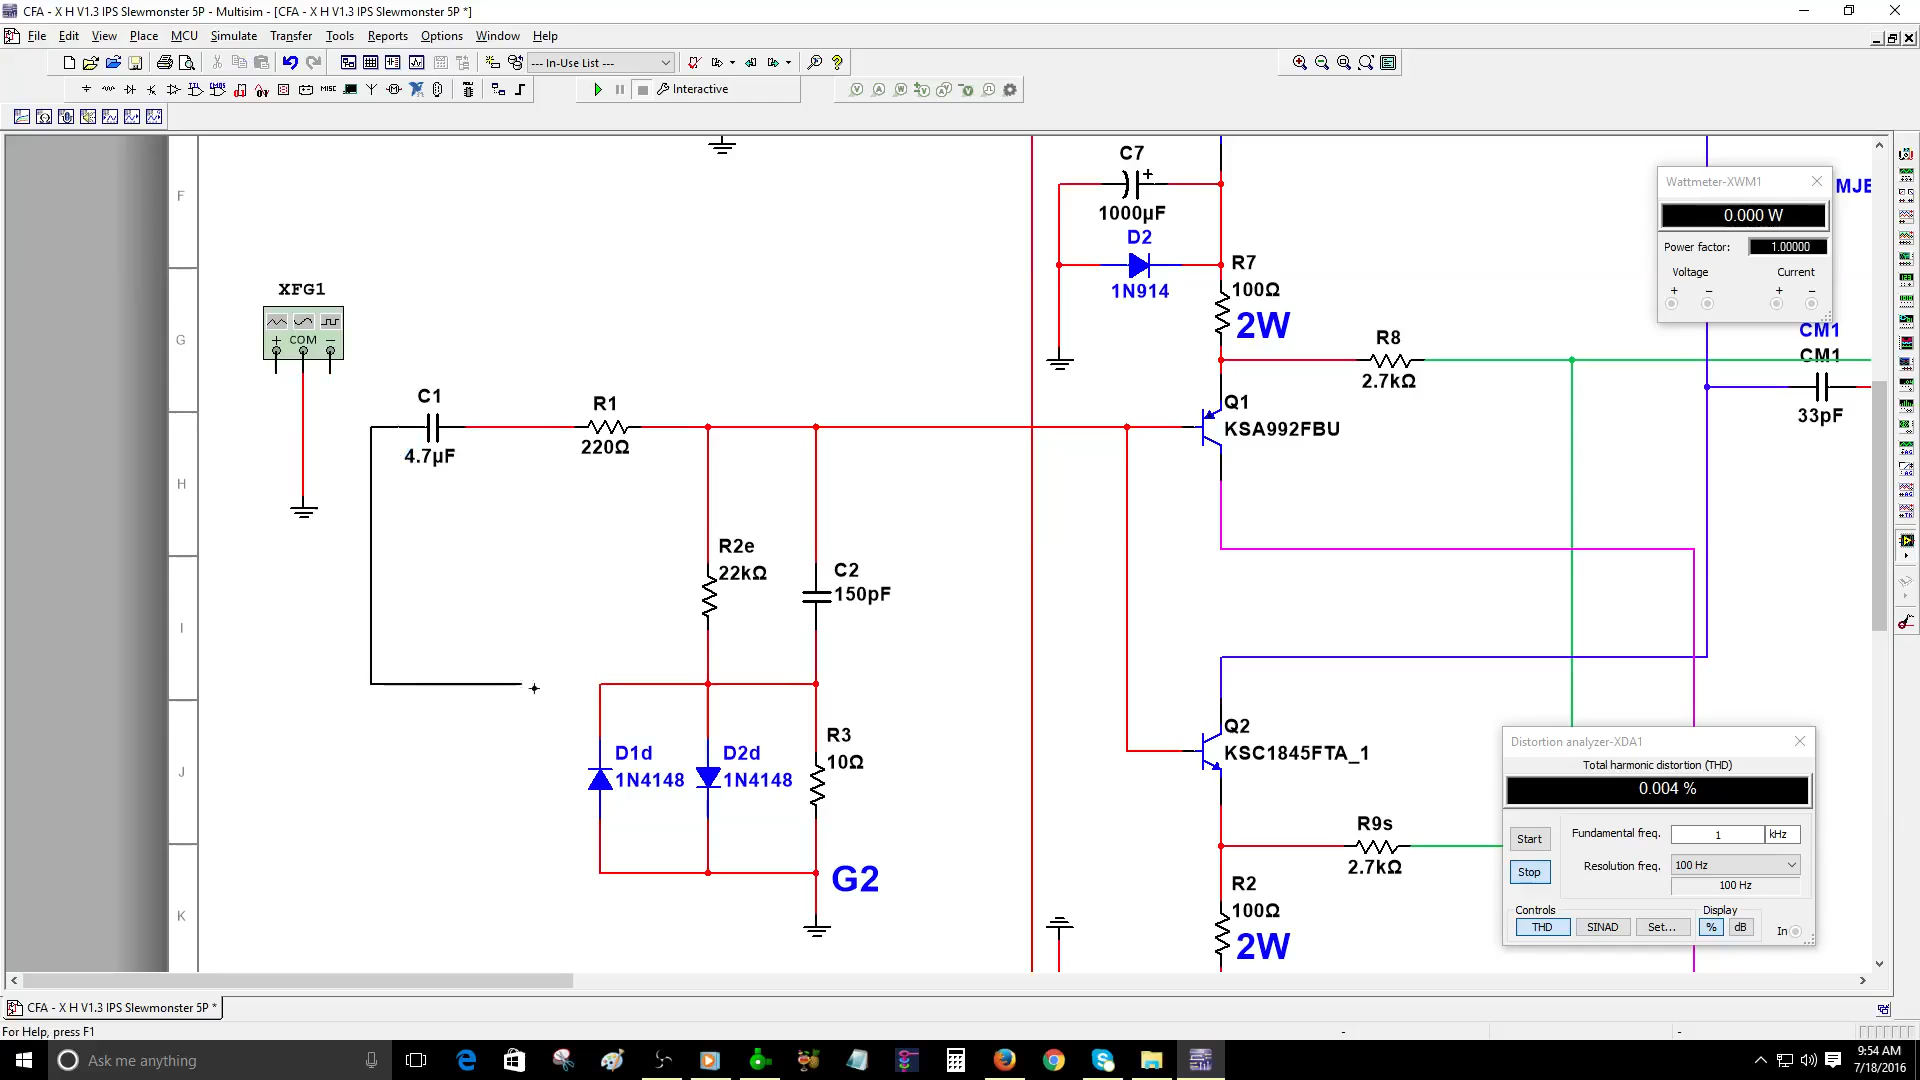 CFA - X H V1.3 IPS Slewmonster 5P - Multisim - [CFA - X H V1.3 IPS Slewmonster 5P *]
File Edit View Place MCU Simulate Transfer Tools Reports Options Window Help
--- In-Use List ---
MISC Interactive
F
G
H
I
J
K
XFG1
+ COM −
C1
4.7µF
R1
220Ω
R2e
22kΩ
C2
150pF
D1d
1N4148
D2d
1N4148
R3
10Ω
G2
C7
+
1000µF
D2
1N914
R7
100Ω
2W
R8
2.7kΩ
Q1
KSA992FBU
Q2
KSC1845FTA_1
R9s
2.7kΩ
R2
100Ω
2W
MJE
CM1
CM1
33pF
Wattmeter-XWM1
0.000 W
Power factor: 1.00000
Voltage Current
+ − + −
Distortion analyzer-XDA1
Total harmonic distortion (THD)
0.004 %
Start
Fundamental freq. 1 kHz
Stop
Resolution freq. 100 Hz
100 Hz
Controls Display
THD SINAD Set... % dB In
CFA - X H V1.3 IPS Slewmonster 5P *
For Help, press F1
- -
Ask me anything
9:54 AM
7/18/2016